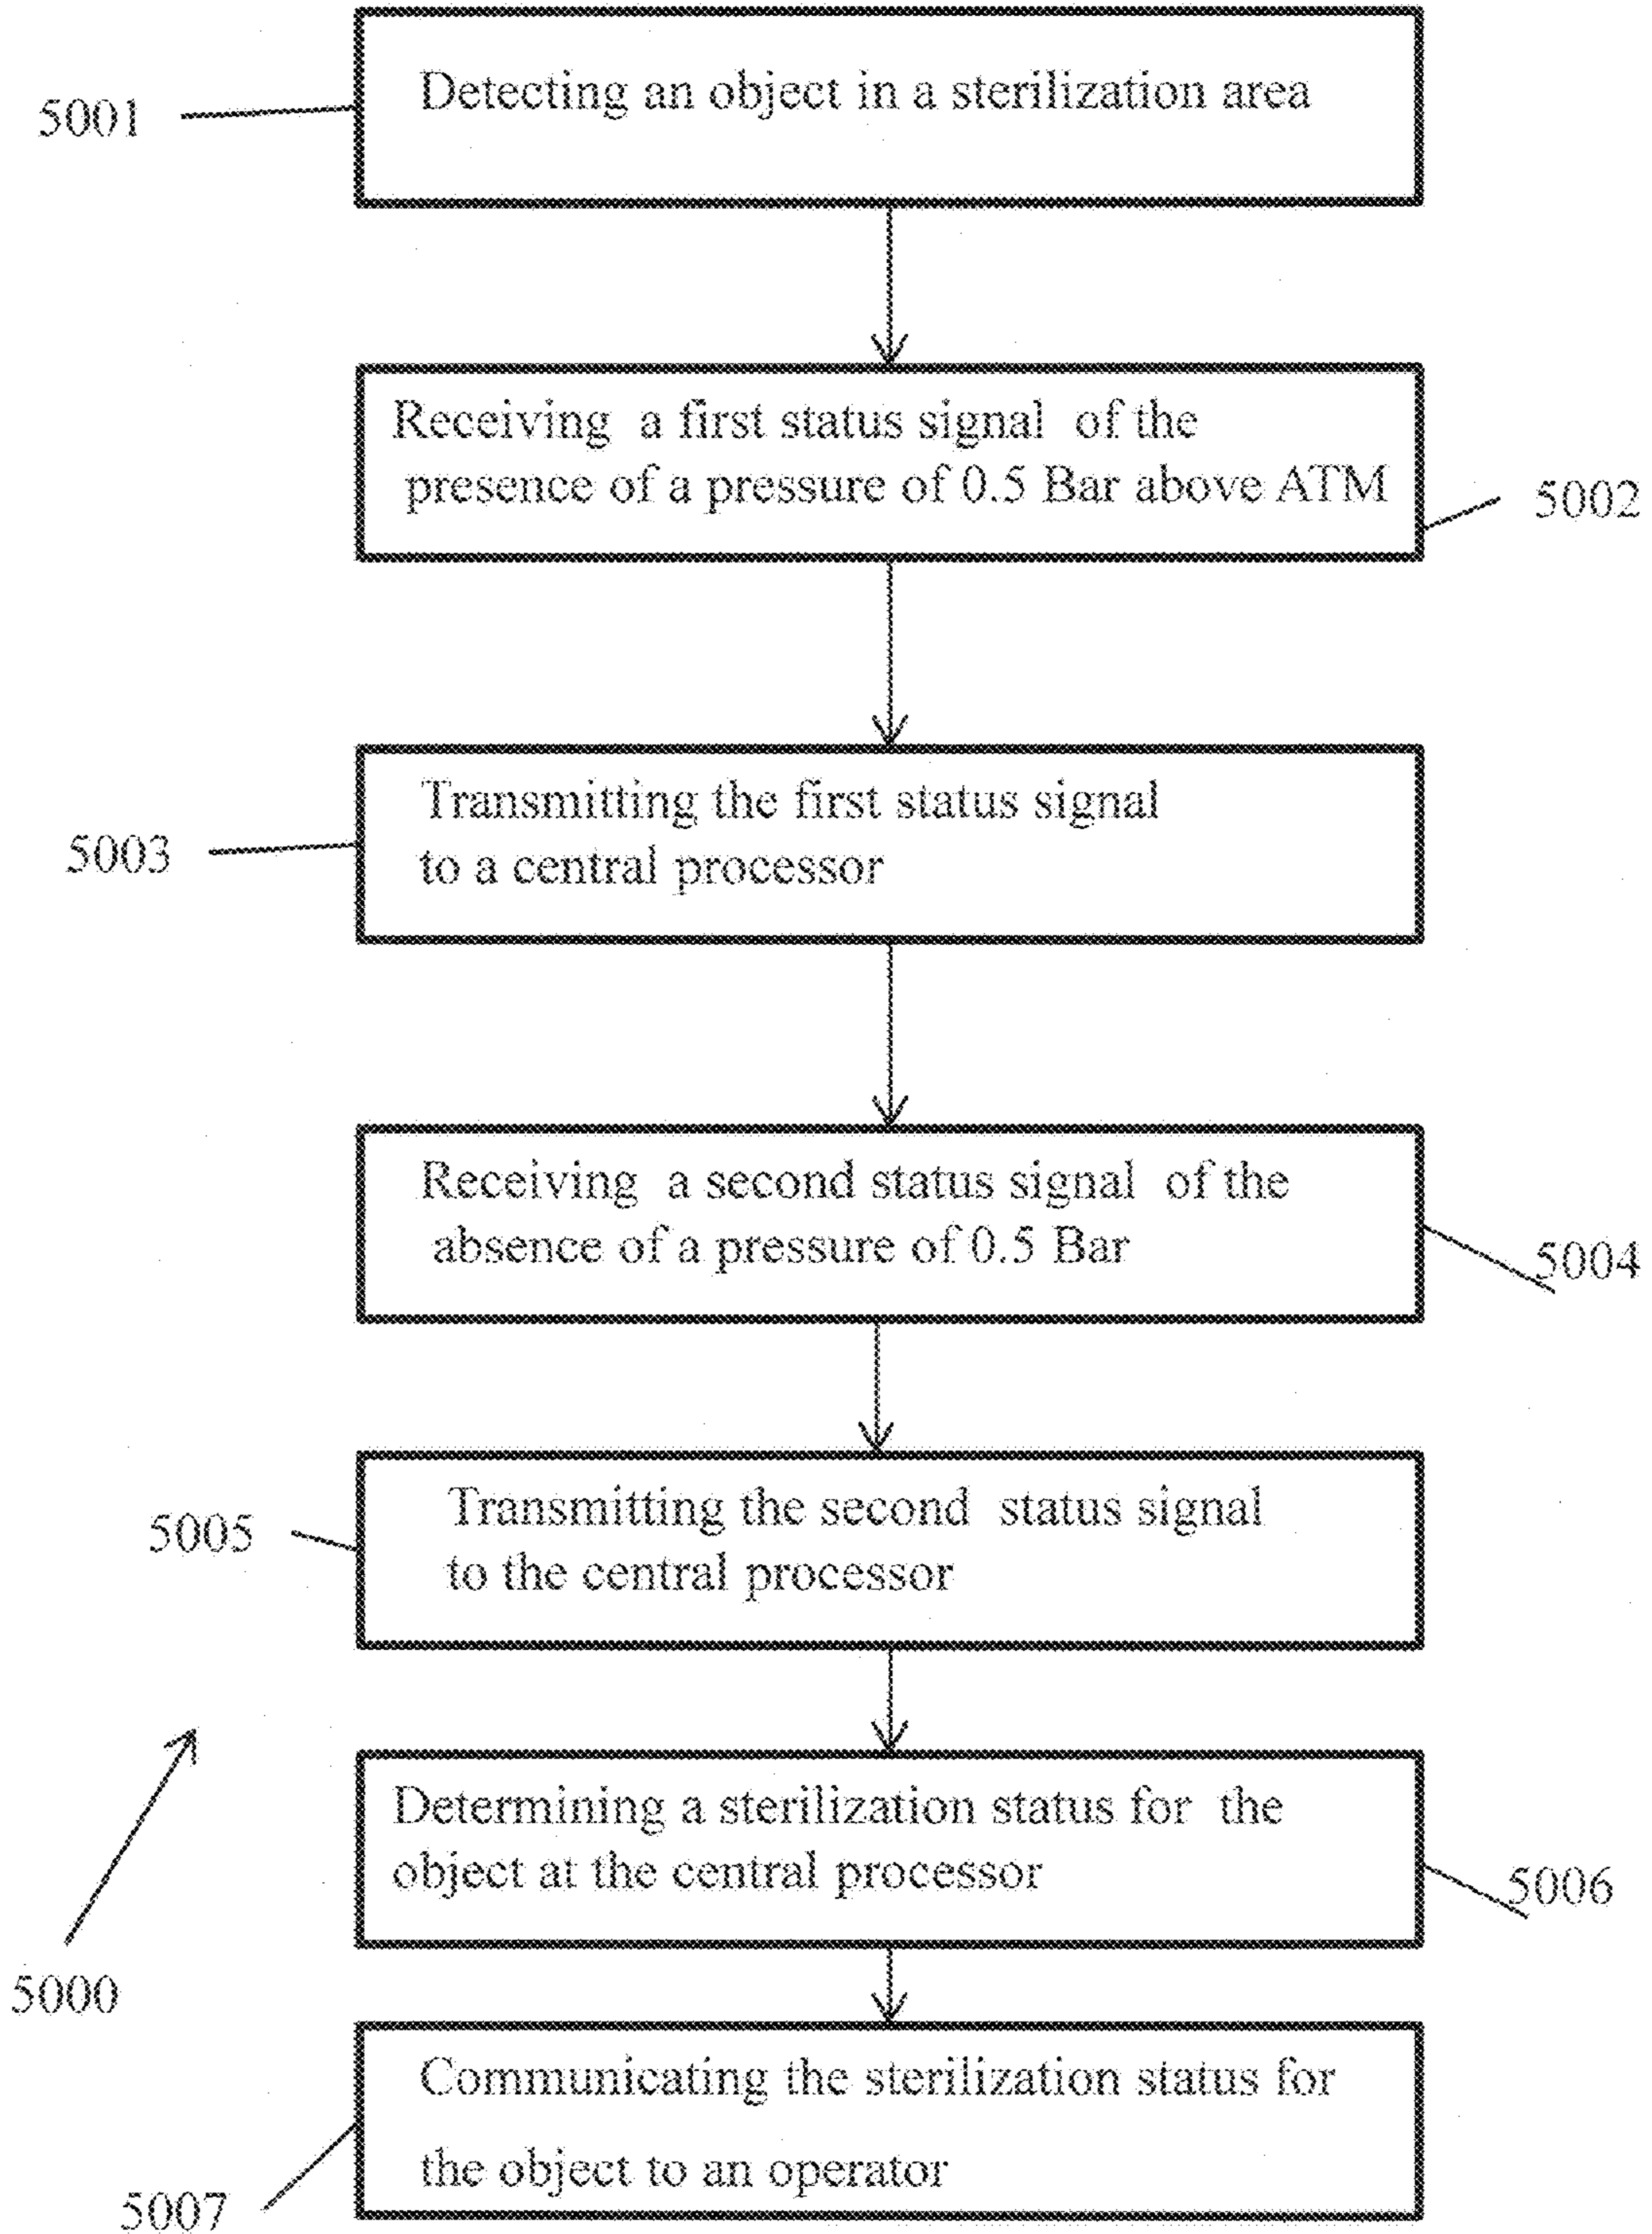 Detecting an object in a sterilization area
5001
Receiving a first status signal of the
presence of a pressure of 0.5 Bar above ATM
5002
Transmitting the first status signal
to a central processor
5003
Receiving a second status signal of the
absence of a pressure of 0.5 Bar
5004
Transmitting the second status signal
to the central processor
5005
Determining a sterilization status for the
object at the central processor
5006
5000
Communicating the sterilization status for
the object to an operator
5007